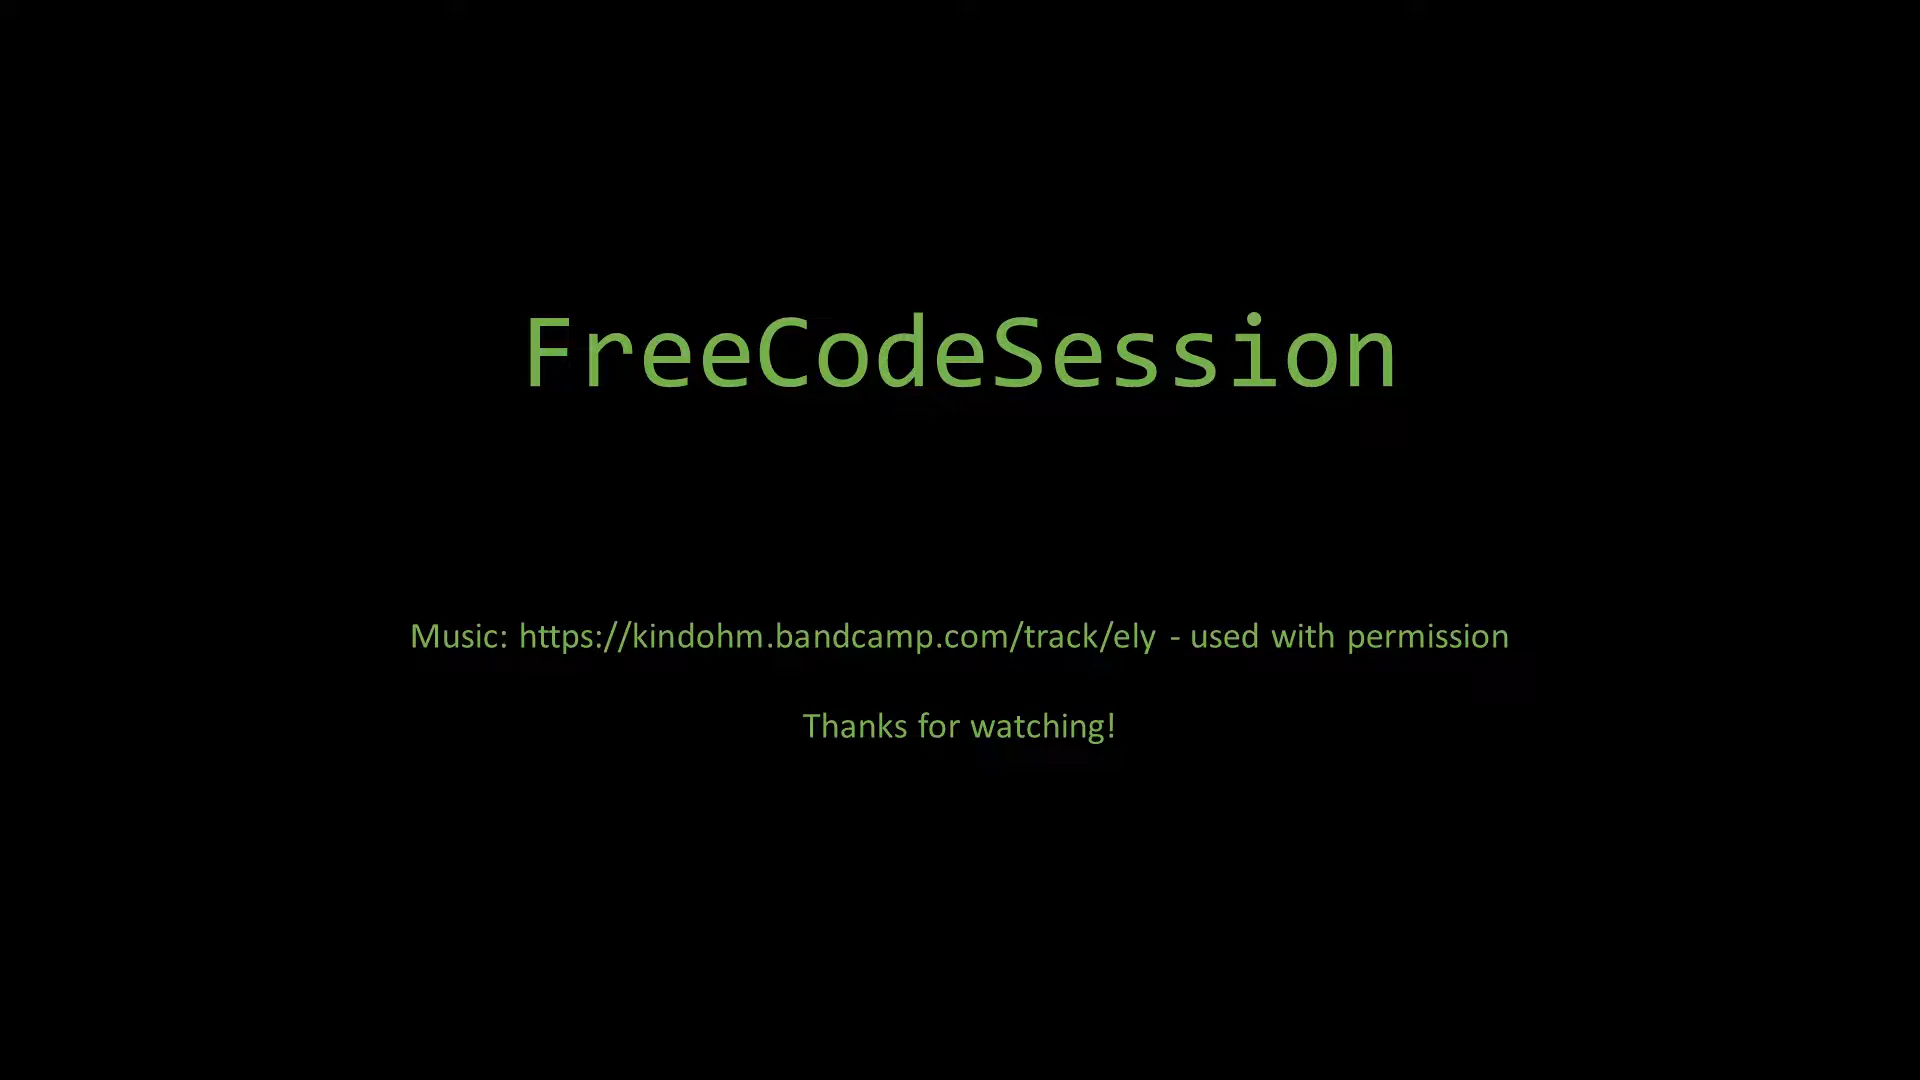 FreeCodeSession
Music: https://kindohm.bandcamp.com/track/ely - used with permission
Thanks for watching!